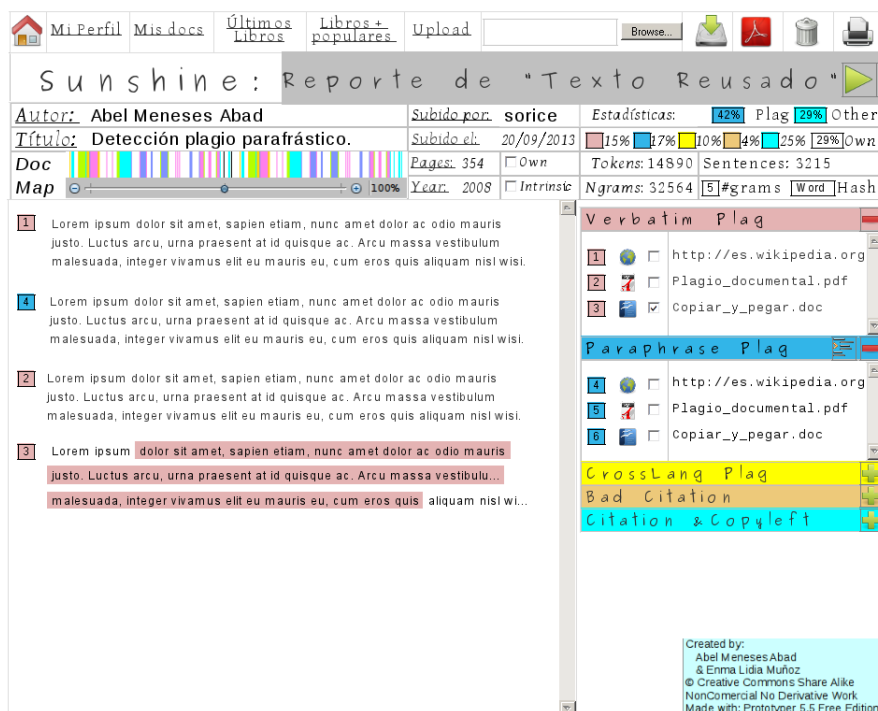 Mi Perfil Mis docs Últimos Libros Libros + populares Upload Browse...
Sunshine: Reporte de "Texto Reusado"
Autor: Abel Meneses Abad Subido por: sorice Estadísticas: 42% Plag 29% Other
Título: Detección plagio parafrástico. Subido el: 20/09/2013 15% 17% 10% 4% 25% 29% Own
Doc Pages: 354 Own Tokens: 14890 Sentences: 3215
Map 100% Year: 2008 Intrinsic Ngrams: 32564 5 #grams Word Hash
1 Lorem ipsum dolor sit amet, sapien etiam, nunc amet dolor ac odio mauris
justo. Luctus arcu, urna praesent at id quisque ac. Arcu massa vestibulum
malesuada, integer vivamus elit eu mauris eu, cum eros quis aliquam nisl wisi.
4 Lorem ipsum dolor sit amet, sapien etiam, nunc amet dolor ac odio mauris
justo. Luctus arcu, urna praesent at id quisque ac. Arcu massa vestibulum
malesuada, integer vivamus elit eu mauris eu, cum eros quis aliquam nisl wisi.
2 Lorem ipsum dolor sit amet, sapien etiam, nunc amet dolor ac odio mauris
justo. Luctus arcu, urna praesent at id quisque ac. Arcu massa vestibulum
malesuada, integer vivamus elit eu mauris eu, cum eros quis aliquam nisl wisi.
3 Lorem ipsum dolor sit amet, sapien etiam, nunc amet dolor ac odio mauris
justo. Luctus arcu, urna praesent at id quisque ac. Arcu massa vestibulu...
malesuada, integer vivamus elit eu mauris eu, cum eros quis aliquam nisl wi...
Verbatim Plag
1 http://es.wikipedia.org
2 Plagio_documental.pdf
3 Copiar_y_pegar.doc
Paraphrase Plag
4 http://es.wikipedia.org
5 Plagio_documental.pdf
6 Copiar_y_pegar.doc
CrossLang Plag
Bad Citation
Citation & Copyleft
Created by:
Abel Meneses Abad
& Enma Lidia Muñoz
© Creative Commons Share Alike
NonComercial No Derivative Work
Made with: Prototyper 5.5 Free Edition